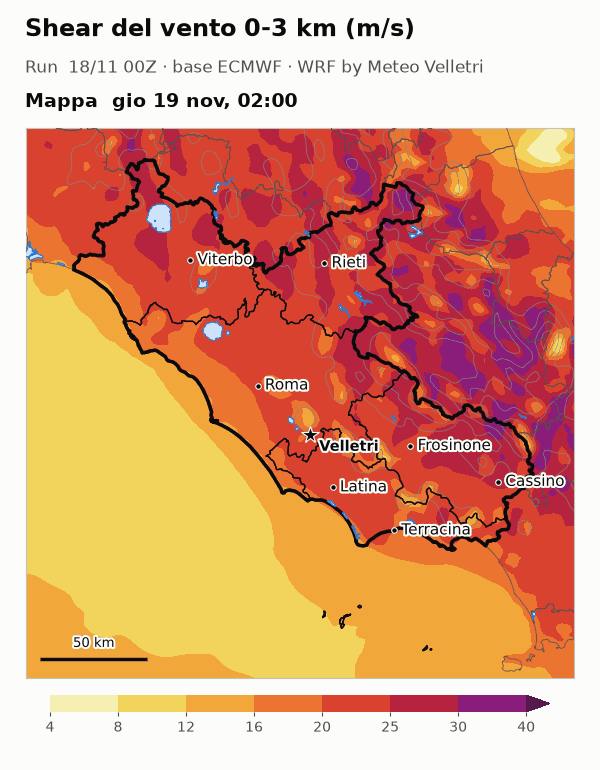 Shear del vento 0-3 km (m/s)
Run  18/11 00Z · base ECMWF · WRF by Meteo Velletri
Mappa  gio 19 nov, 02:00
Viterbo
Rieti
Roma
Velletri
Frosinone
Latina
Cassino
Terracina
50 km
4 8 12 16 20 25 30 40